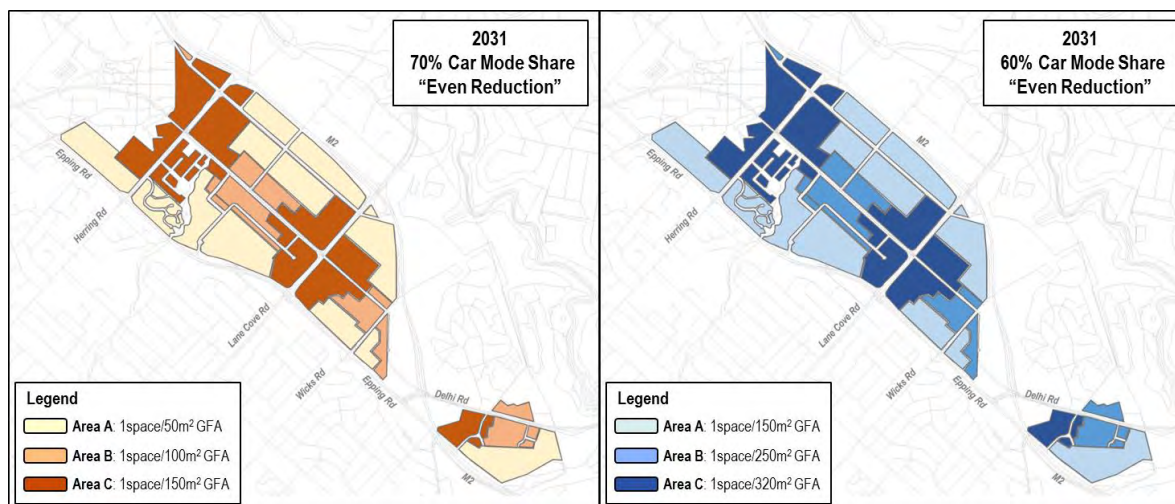 2031
70% Car Mode Share
“Even Reduction”
M2
Epping Rd
Herring Rd
Lane Cove Rd
Wicks Rd
Epping Rd
Delhi Rd
M2
Legend
Area A: 1space/50m² GFA
Area B: 1space/100m² GFA
Area C: 1space/150m² GFA
2031
60% Car Mode Share
“Even Reduction”
M2
Epping Rd
Herring Rd
Lane Cove Rd
Wicks Rd
Epping Rd
Delhi Rd
M2
Legend
Area A: 1space/150m² GFA
Area B: 1space/250m² GFA
Area C: 1space/320m² GFA